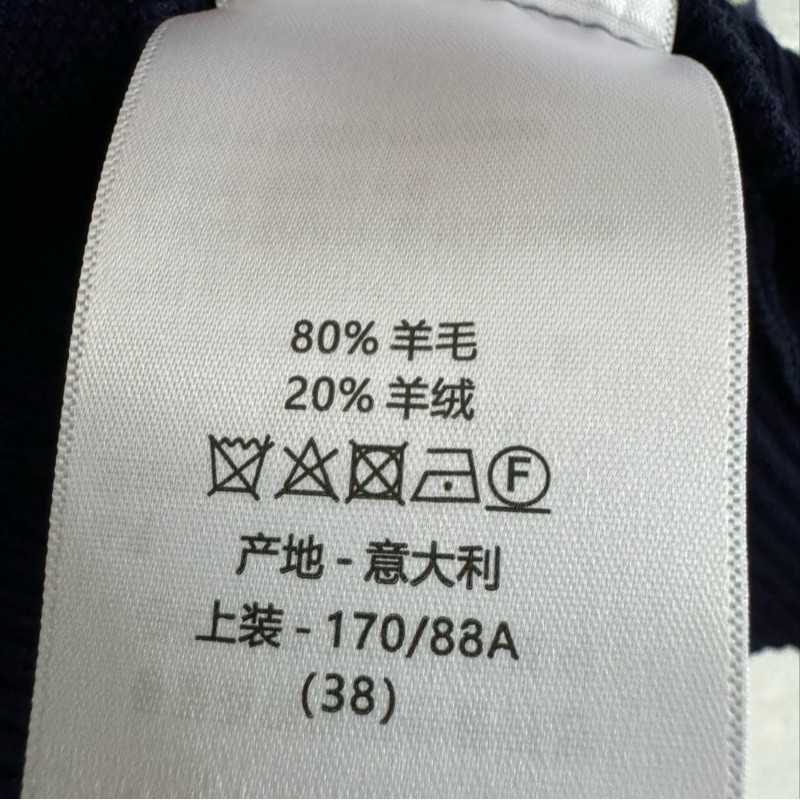 80% 羊毛
20% 羊绒
F
产地 - 意大利
上装 - 170/88A
(38)